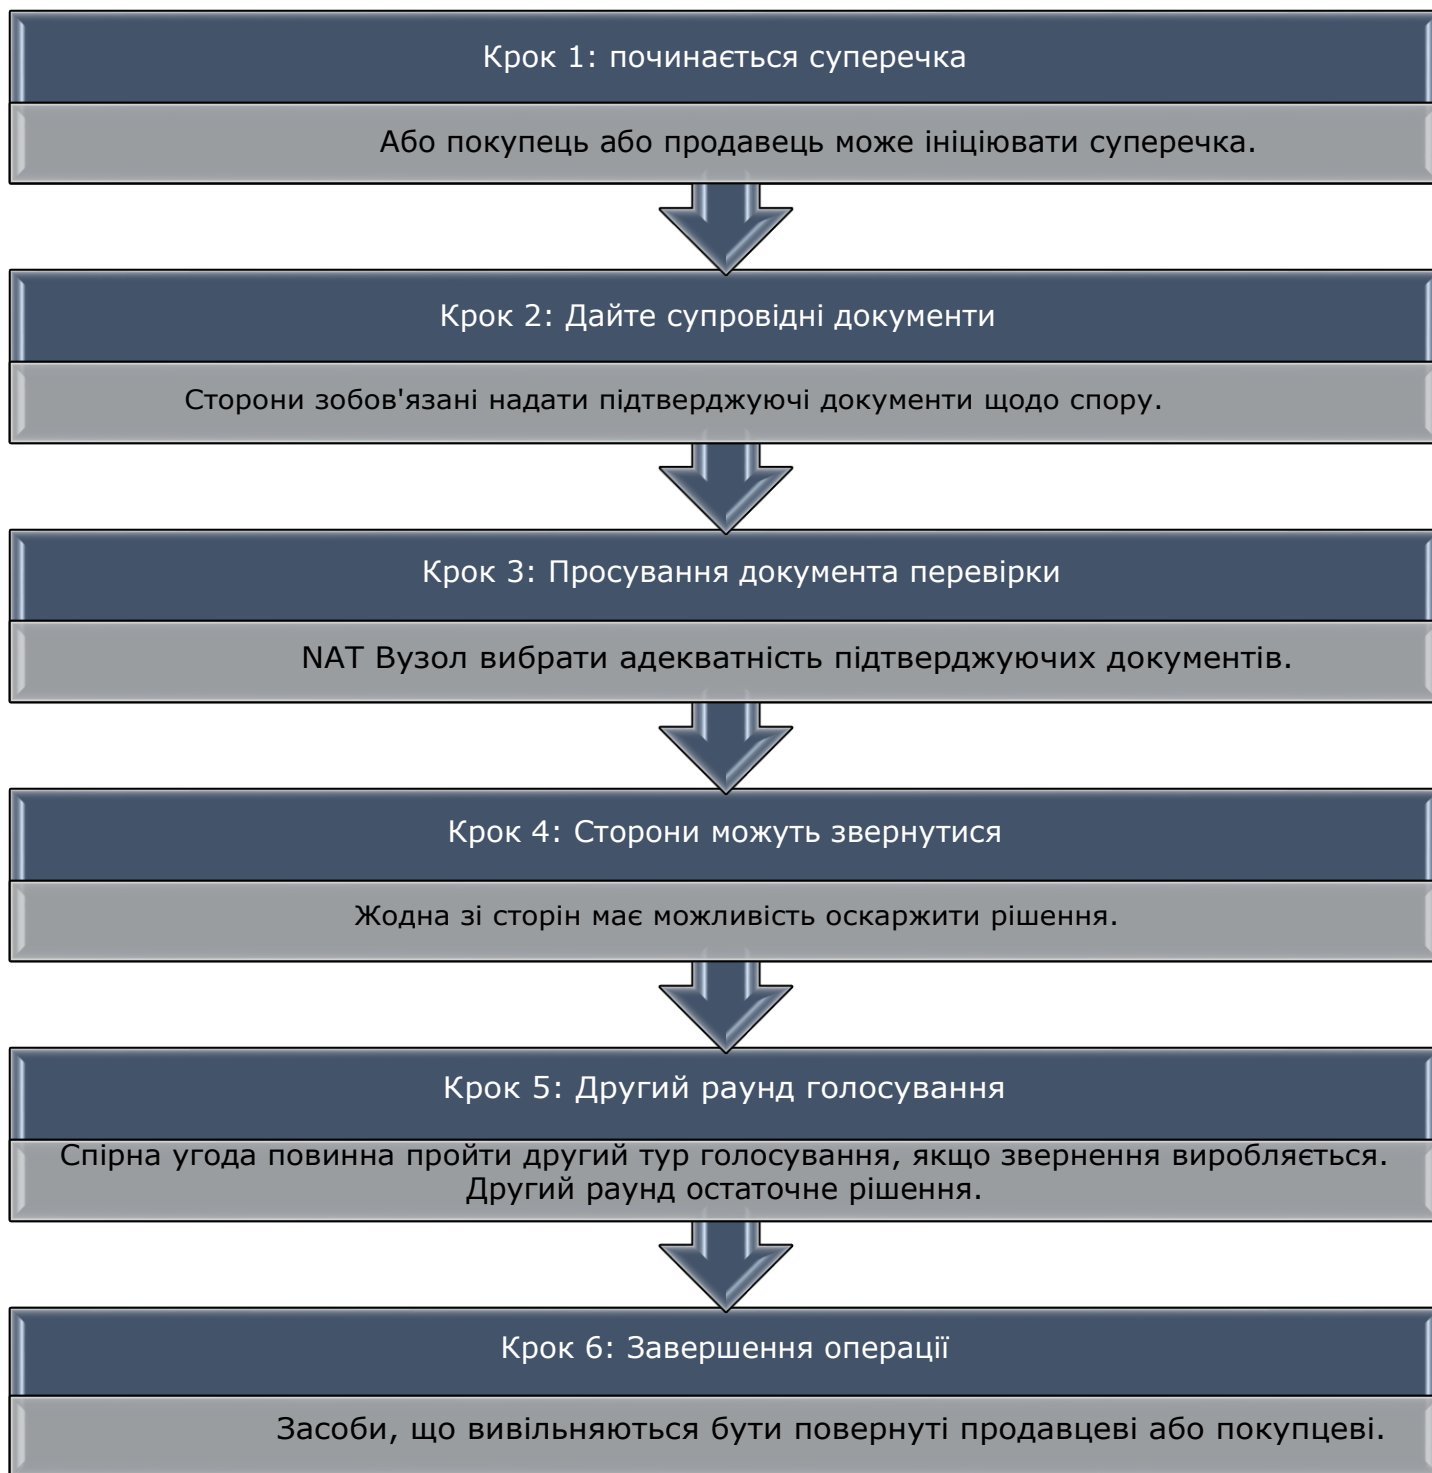 Крок 1: починається суперечка
Або покупець або продавець може ініціювати суперечка.
Крок 2: Дайте супровідні документи
Сторони зобов'язані надати підтверджуючі документи щодо спору.
Крок 3: Просування документа перевірки
NAT Вузол вибрати адекватність підтверджуючих документів.
Крок 4: Сторони можуть звернутися
Жодна зі сторін має можливість оскаржити рішення.
Крок 5: Другий раунд голосування
Спірна угода повинна пройти другий тур голосування, якщо звернення виробляється.
Другий раунд остаточне рішення.
Крок 6: Завершення операції
Засоби, що вивільняються бути повернуті продавцеві або покупцеві.